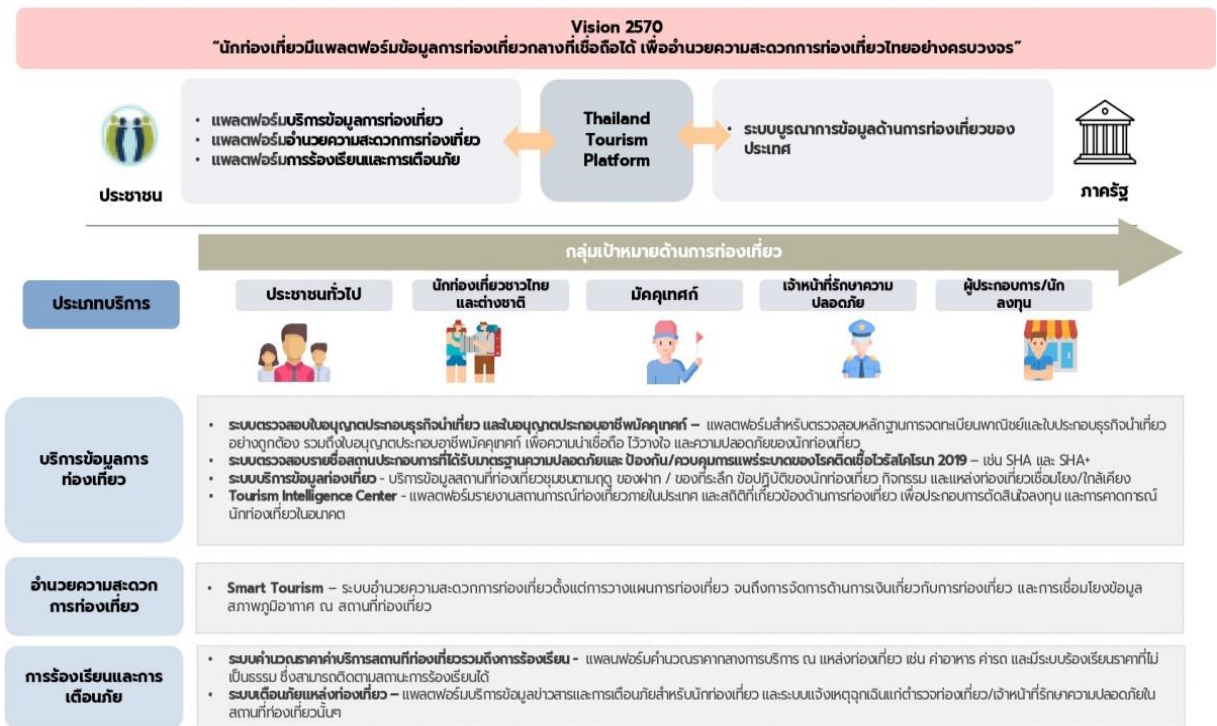 Vision 2570
“นักท่องเที่ยวมีแพลตฟอร์มข้อมูลการท่องเที่ยวกลางที่เชื่อถือได้ เพื่ออำนวยความสะดวกการท่องเที่ยวไทยอย่างครบวงจร”
ประชาชน
• แพลตฟอร์มบริการข้อมูลการท่องเที่ยว
• แพลตฟอร์มอำนวยความสะดวกการท่องเที่ยว
• แพลตฟอร์มการร้องเรียนและการเตือนภัย
Thailand
Tourism
Platform
• ระบบบูรณาการข้อมูลด้านการท่องเที่ยวของ
ประเทศ
ภาครัฐ
กลุ่มเป้าหมายด้านการท่องเที่ยว
ประเภทบริการ
ประชาชนทั่วไป
นักท่องเที่ยวชาวไทย
และต่างชาติ
มัคคุเทศก์
เจ้าหน้าที่รักษาความ
ปลอดภัย
ผู้ประกอบการ/นัก
ลงทุน
บริการข้อมูลการ
ท่องเที่ยว
• ระบบตรวจสอบใบอนุญาตประกอบธุรกิจนำเที่ยว และใบอนุญาตประกอบอาชีพมัคคุเทศก์ – แพลตฟอร์มสำหรับตรวจสอบหลักฐานการจดทะเบียนพาณิชย์และใบประกอบธุรกิจนำเที่ยว
อย่างถูกต้อง รวมถึงใบอนุญาตประกอบอาชีพมัคคุเทศก์ เพื่อความน่าเชื่อถือ ไว้วางใจ และความปลอดภัยของนักท่องเที่ยว
• ระบบตรวจสอบรายชื่อสถานประกอบการที่ได้รับมาตรฐานความปลอดภัยและ ป้องกัน/ควบคุมการแพร่ระบาดของโรคติดเชื้อไวรัสโคโรนา 2019 – เช่น SHA และ SHA+
• ระบบบริการข้อมูลท่องเที่ยว - บริการข้อมูลสถานที่ท่องเที่ยวชุมชนตามฤดู ของฝาก / ของที่ระลึก ข้อปฏิบัติของนักท่องเที่ยว กิจกรรม และแหล่งท่องเที่ยวเชื่อมโยง/ใกล้เคียง
• Tourism Intelligence Center - แพลตฟอร์มรายงานสถานการณ์ท่องเที่ยวภายในประเทศ และสถิติที่เกี่ยวข้องด้านการท่องเที่ยว เพื่อประกอบการตัดสินใจลงทุน และการคาดการณ์
นักท่องเที่ยวในอนาคต
อำนวยความสะดวก
การท่องเที่ยว
• Smart Tourism – ระบบอำนวยความสะดวกการท่องเที่ยวตั้งแต่การวางแผนการท่องเที่ยว จนถึงการจัดการด้านการเงินเกี่ยวกับการท่องเที่ยว และการเชื่อมโยงข้อมูล
สภาพภูมิอากาศ ณ สถานที่ท่องเที่ยว
การร้องเรียนและการ
เตือนภัย
• ระบบคำนวณราคาค่าบริการสถานที่ท่องเที่ยวรวมถึงการร้องเรียน - แพลนฟอร์มคำนวณราคากลางการบริการ ณ แหล่งท่องเที่ยว เช่น ค่าอาหาร ค่ารถ และมีระบบร้องเรียนราคาที่ไม่
เป็นธรรม ซึ่งสามารถติดตามสถานะการร้องเรียนได้
• ระบบเตือนภัยแหล่งท่องเที่ยว – แพลตฟอร์มบริการข้อมูลข่าวสารและการเตือนภัยสำหรับนักท่องเที่ยว และระบบแจ้งเหตุฉุกเฉินแก่ตำรวจท่องเที่ยว/เจ้าหน้าที่รักษาความปลอดภัยใน
สถานที่ท่องเที่ยวนั้นๆ